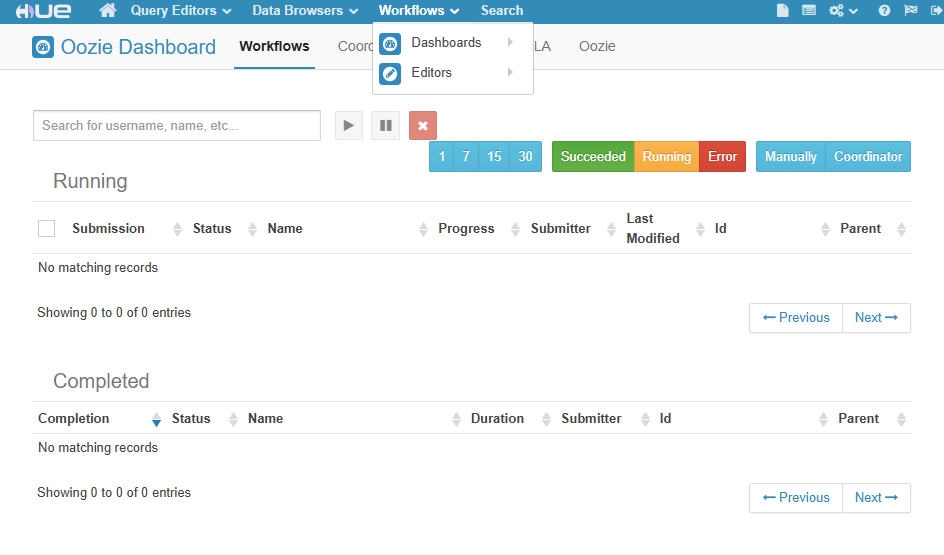 HUE Query Editors Data Browsers Workflows Search
Oozie Dashboard Workflows Coord LA Oozie
Dashboards
Editors
Search for username, name, etc...
1 7 15 30 Succeeded Running Error Manually Coordinator
Running
Submission Status Name Progress Submitter Last Modified Id Parent
No matching records
Showing 0 to 0 of 0 entries
Previous Next
Completed
Completion Status Name Duration Submitter Id Parent
No matching records
Showing 0 to 0 of 0 entries
Previous Next